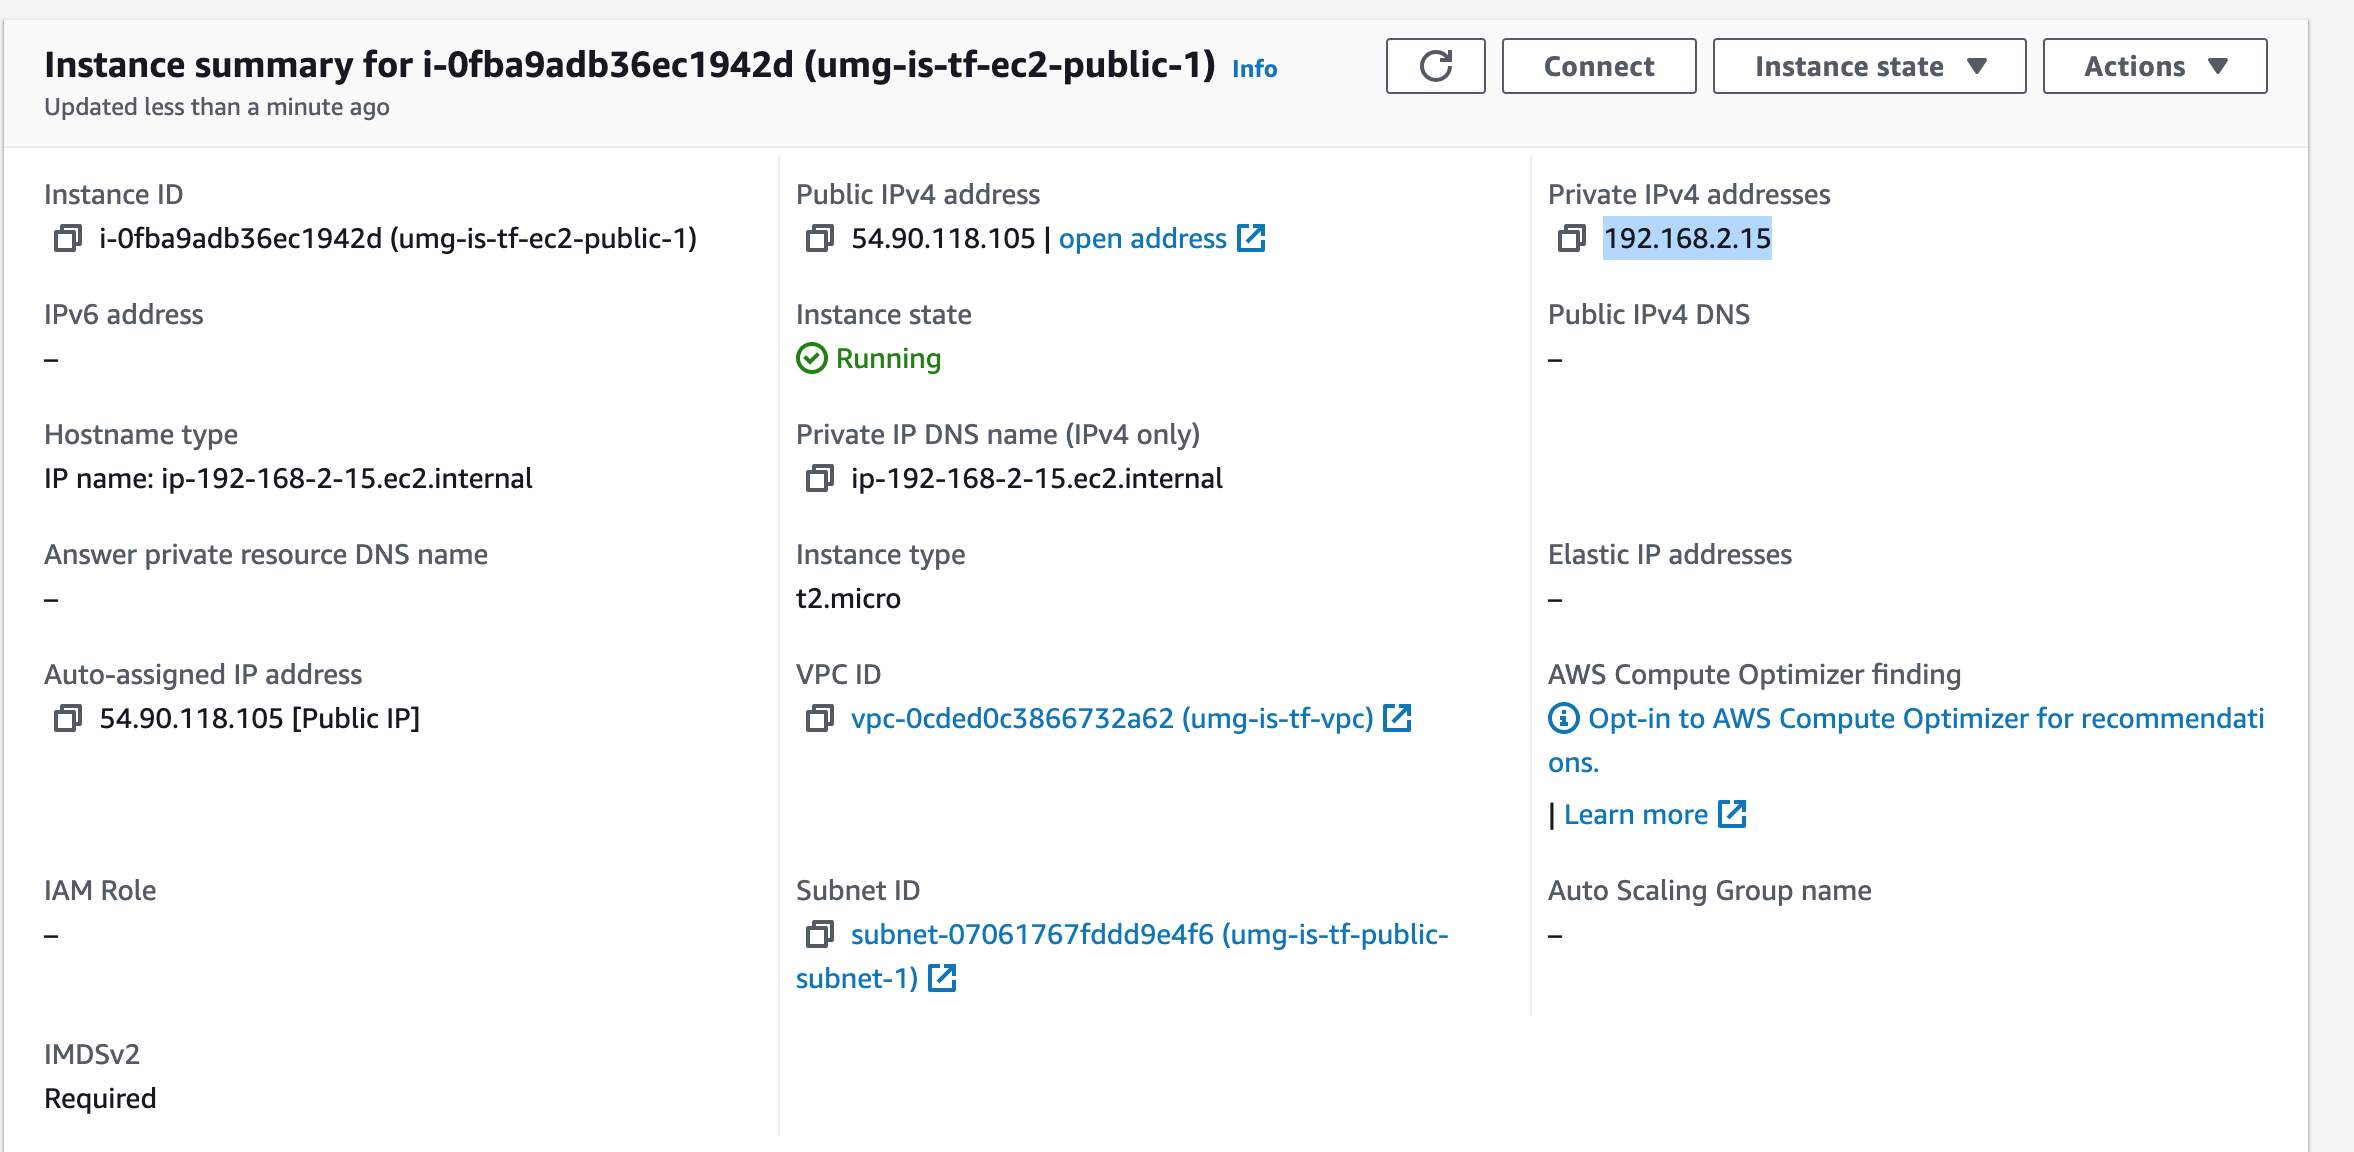 Instance summary for i-0fba9adb36ec1942d (umg-is-tf-ec2-public-1) Info
Updated less than a minute ago
Connect
Instance state
Actions
Instance ID
i-0fba9adb36ec1942d (umg-is-tf-ec2-public-1)
Public IPv4 address
54.90.118.105 | open address
Private IPv4 addresses
192.168.2.15
IPv6 address
–
Instance state
Running
Public IPv4 DNS
–
Hostname type
IP name: ip-192-168-2-15.ec2.internal
Private IP DNS name (IPv4 only)
ip-192-168-2-15.ec2.internal
Answer private resource DNS name
–
Instance type
t2.micro
Elastic IP addresses
–
Auto-assigned IP address
54.90.118.105 [Public IP]
VPC ID
vpc-0cded0c3866732a62 (umg-is-tf-vpc)
AWS Compute Optimizer finding
Opt-in to AWS Compute Optimizer for recommendati
ons.
| Learn more
IAM Role
–
Subnet ID
subnet-07061767fddd9e4f6 (umg-is-tf-public-
subnet-1)
Auto Scaling Group name
–
IMDSv2
Required